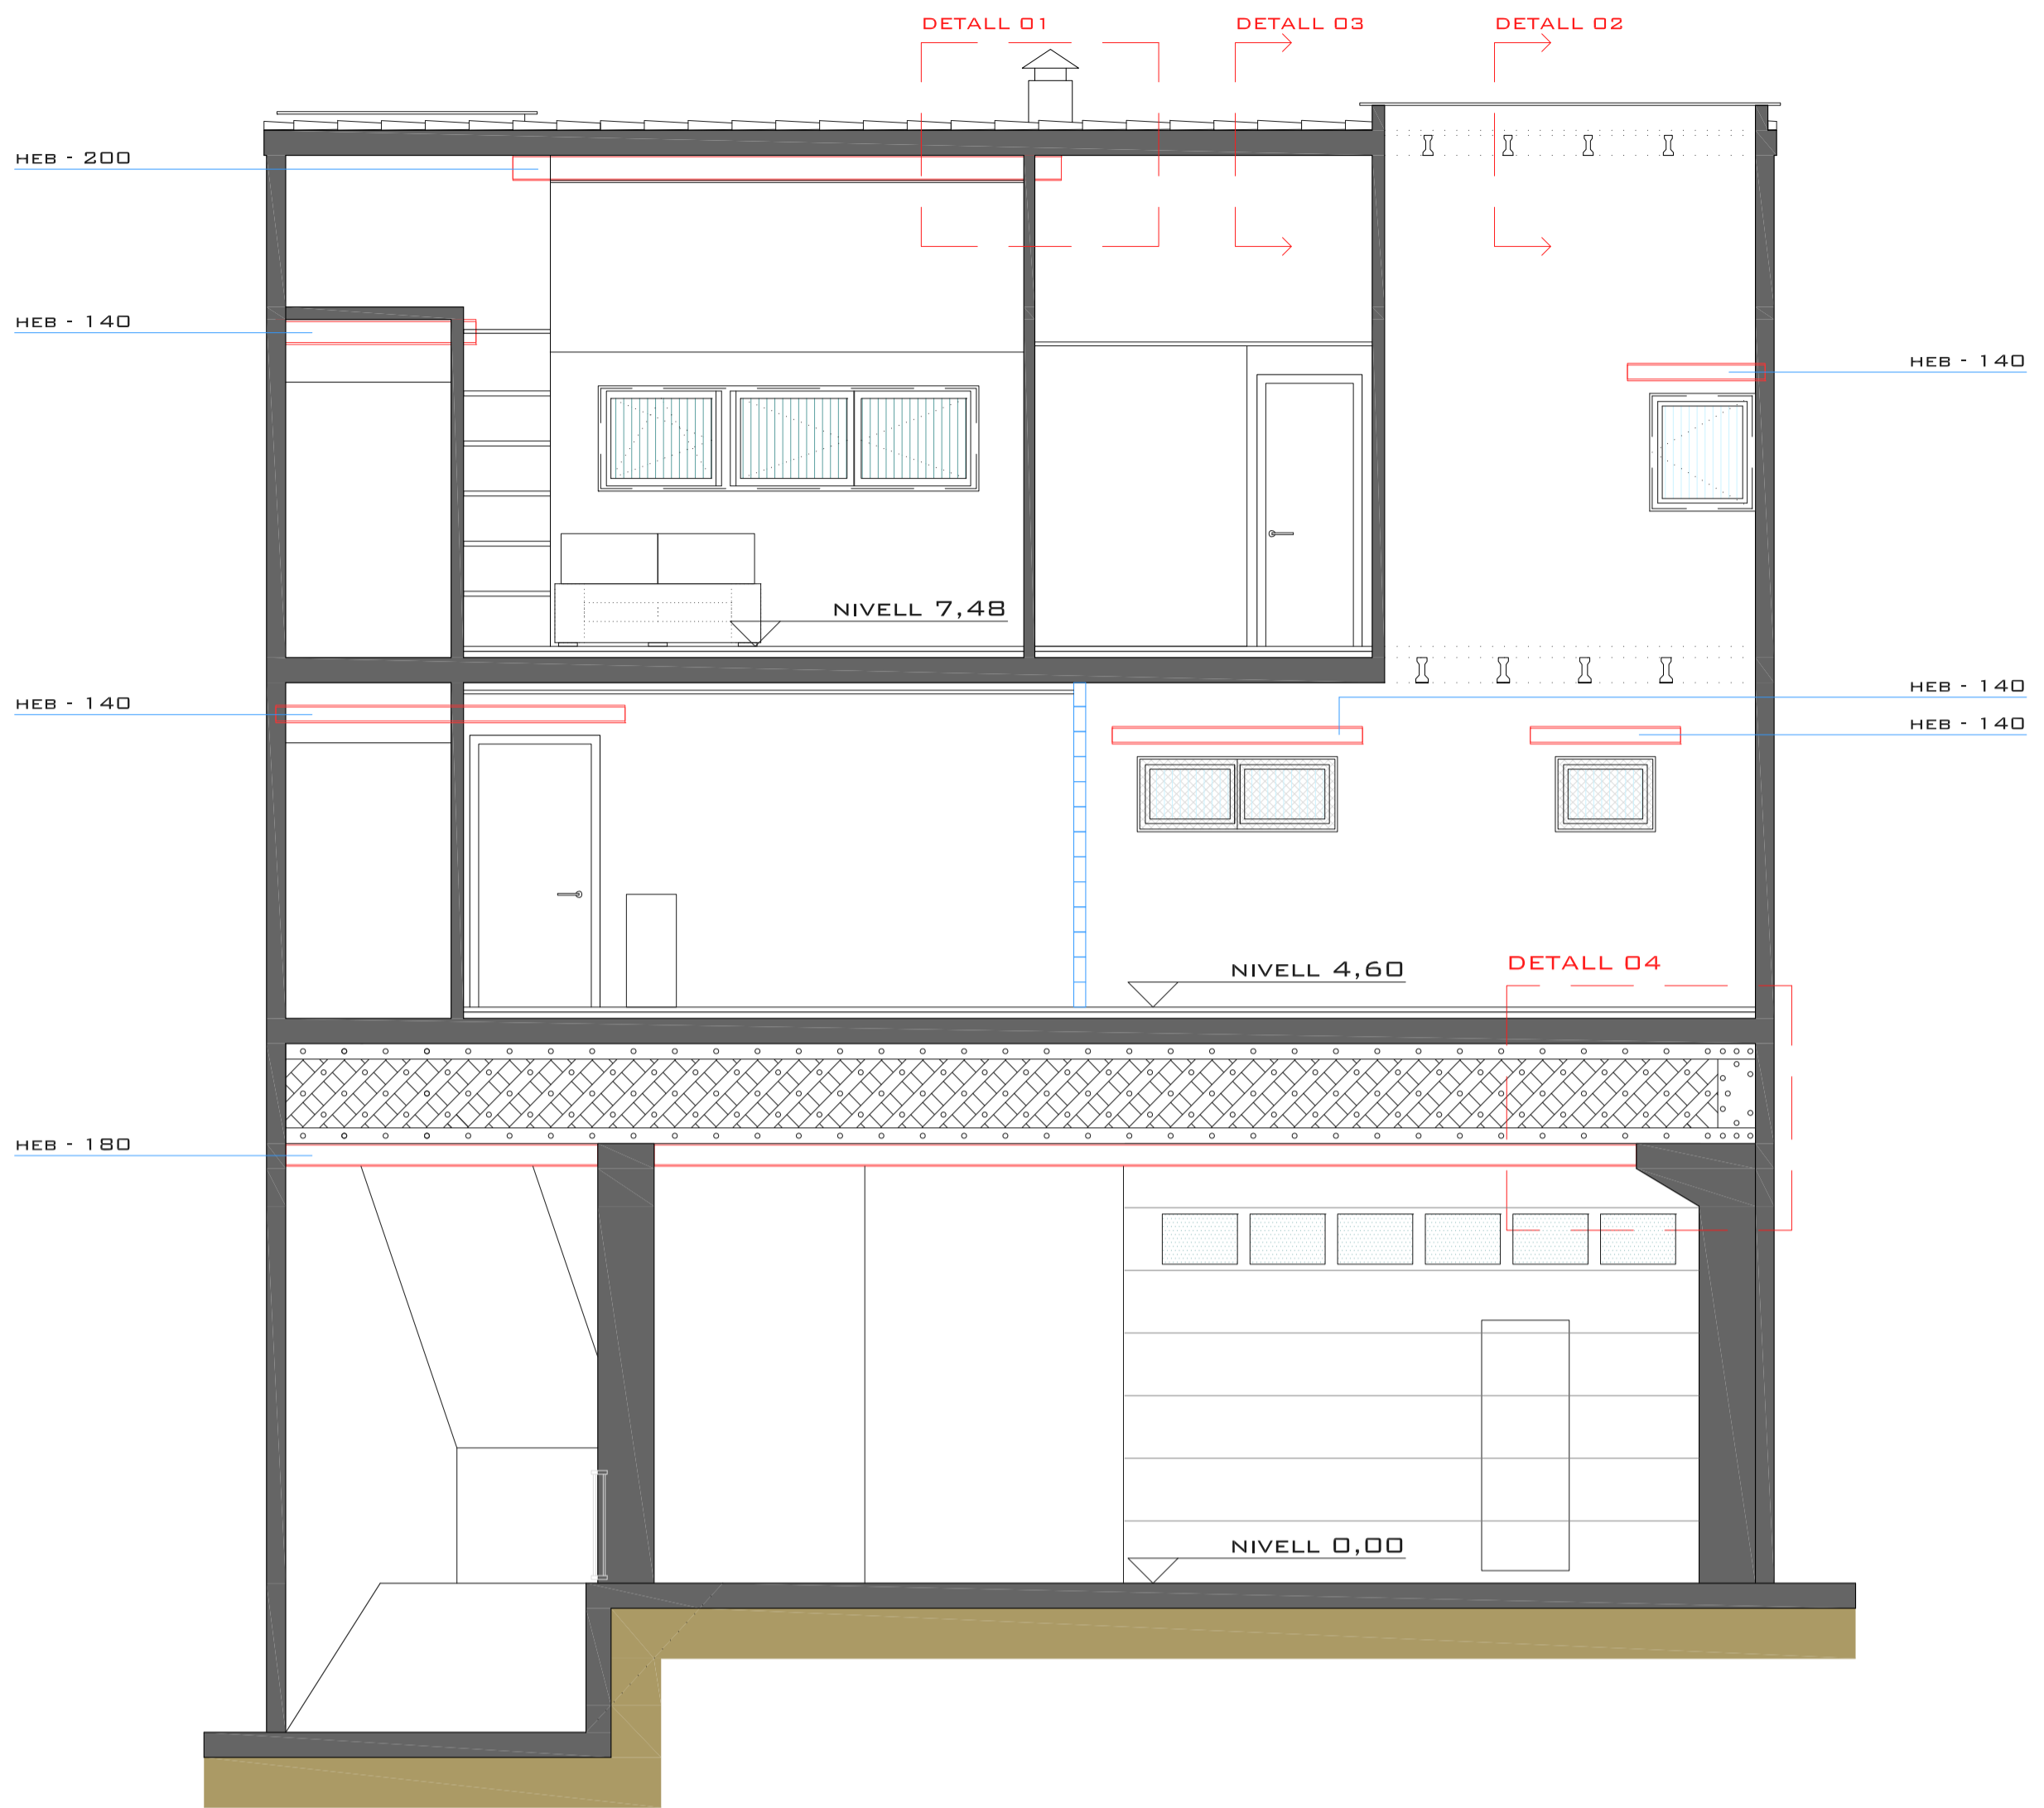 DETALL 01
DETALL 03
DETALL 02
HEB - 200
HEB - 140
HEB - 140
NIVELL 7,48
HEB - 140
HEB - 140
HEB - 140
NIVELL 4,60
DETALL 04
HEB - 180
NIVELL 0,00